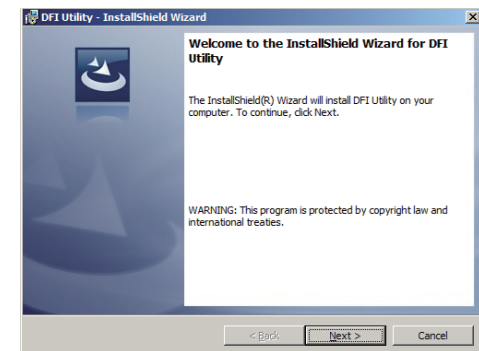 DFI Utility - InstallShield Wizard
Welcome to the InstallShield Wizard for DFI
Utility
The InstallShield(R) Wizard will install DFI Utility on your
computer. To continue, click Next.
WARNING: This program is protected by copyright law and
international treaties.
< Back
Next >
Cancel